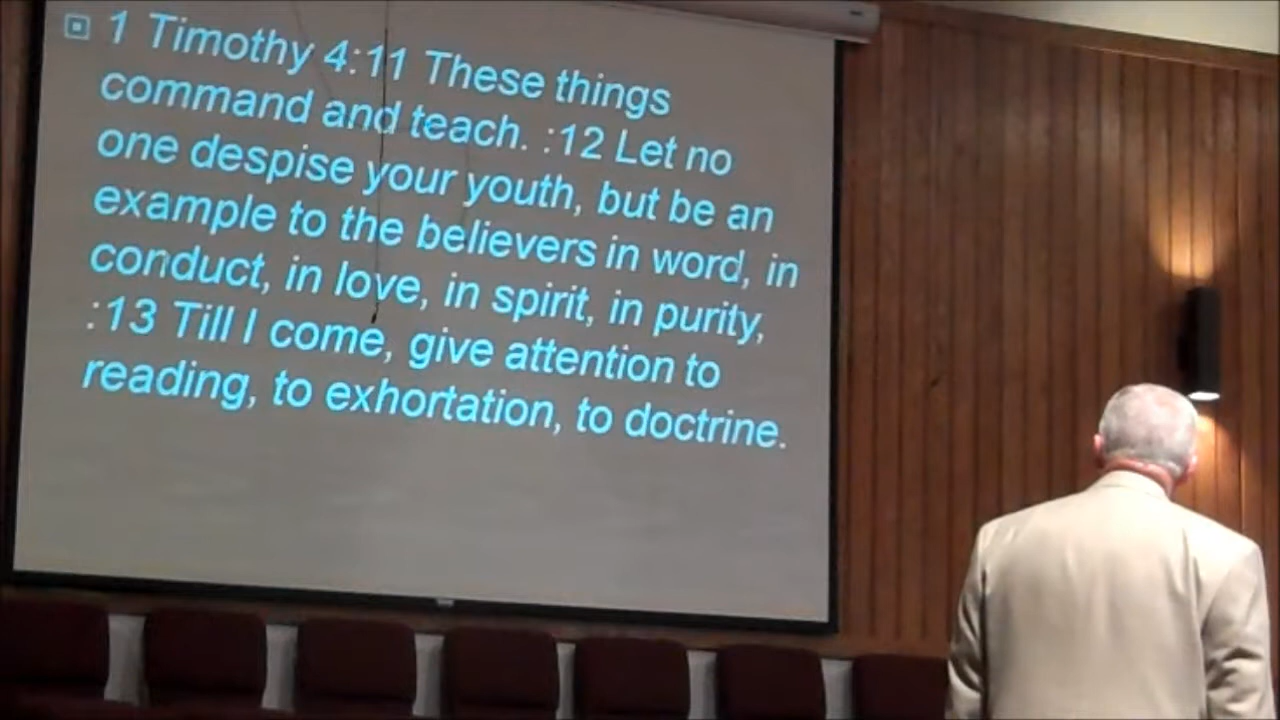 1 Timothy 4:11 These things
command and teach. :12 Let no
one despise your youth, but be an
example to the believers in word, in
conduct, in love, in spirit, in purity,
:13 Till I come, give attention to
reading, to exhortation, to doctrine.